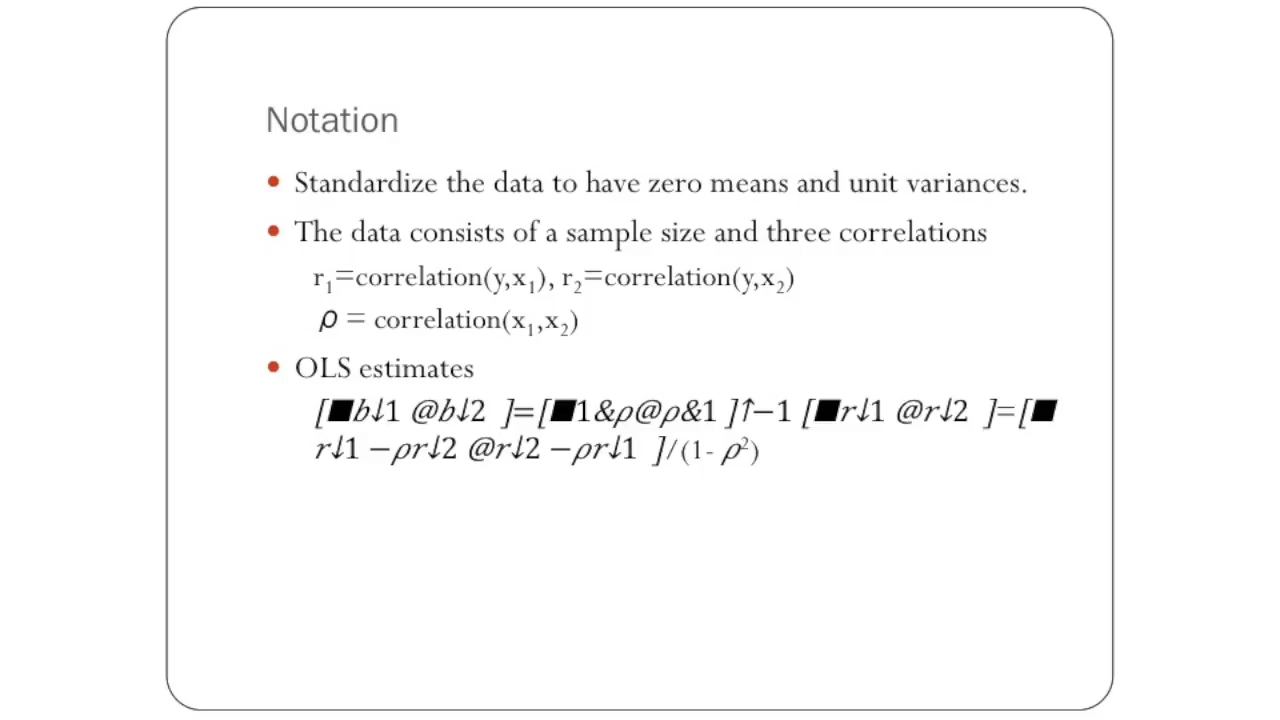 Notation
• Standardize the data to have zero means and unit variances.
• The data consists of a sample size and three correlations
r₁=correlation(y,x₁), r₂=correlation(y,x₂)
ρ = correlation(x₁,x₂)
• OLS estimates
[■b↓1 @b↓2 ]=[■1&ρ@ρ&1 ]↑−1 [■r↓1 @r↓2 ]=[■
r↓1 −ρr↓2 @r↓2 −ρr↓1 ]/(1- ρ²)